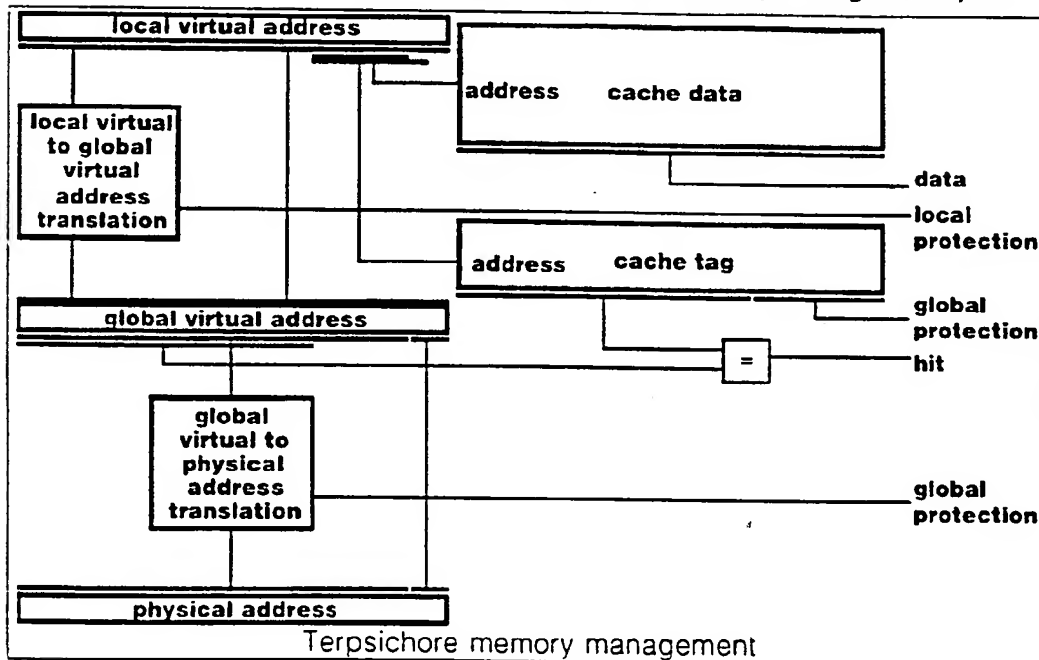 local virtual address
address cache data
local virtual
to global
virtual
address
translation
data
local
protection
address cache tag
global virtual address
global
protection
=
hit
global
virtual to
physical
address
translation
global
protection
physical address
Terpsichore memory management